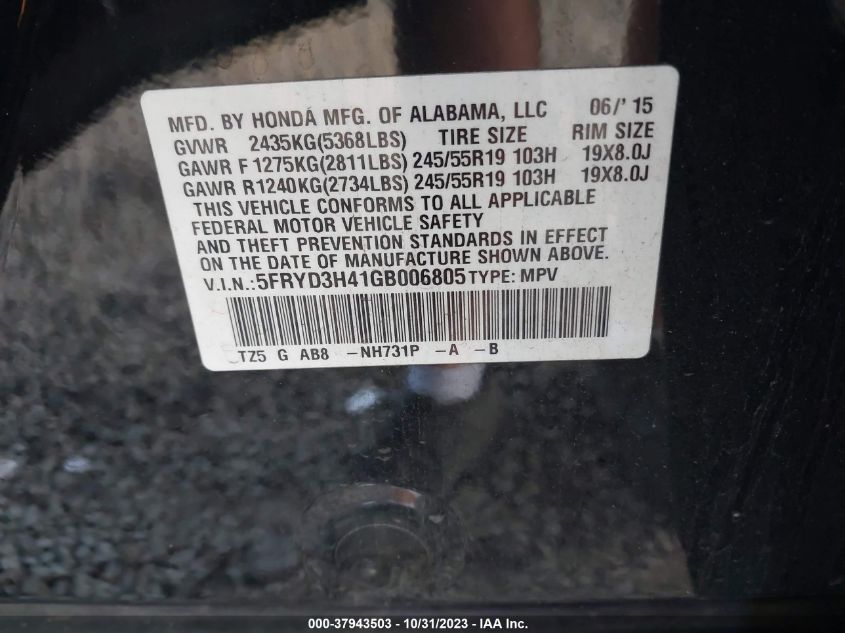 MFD. BY HONDA MFG. OF ALABAMA, LLC 06/'15
GVWR 2435KG(5368LBS) TIRE SIZE RIM SIZE
GAWR F1275KG(2811LBS) 245/55R19 103H 19X8.0J
GAWR R1240KG(2734LBS) 245/55R19 103H 19X8.0J
THIS VEHICLE CONFORMS TO ALL APPLICABLE
FEDERAL MOTOR VEHICLE SAFETY
AND THEFT PREVENTION STANDARDS IN EFFECT
ON THE DATE OF MANUFACTURE SHOWN ABOVE.
V.I.N.:5FRYD3H41GB006805 TYPE: MPV
TZ5 G AB8 -NH731P -A -B
000-37943503 - 10/31/2023 - IAA Inc.